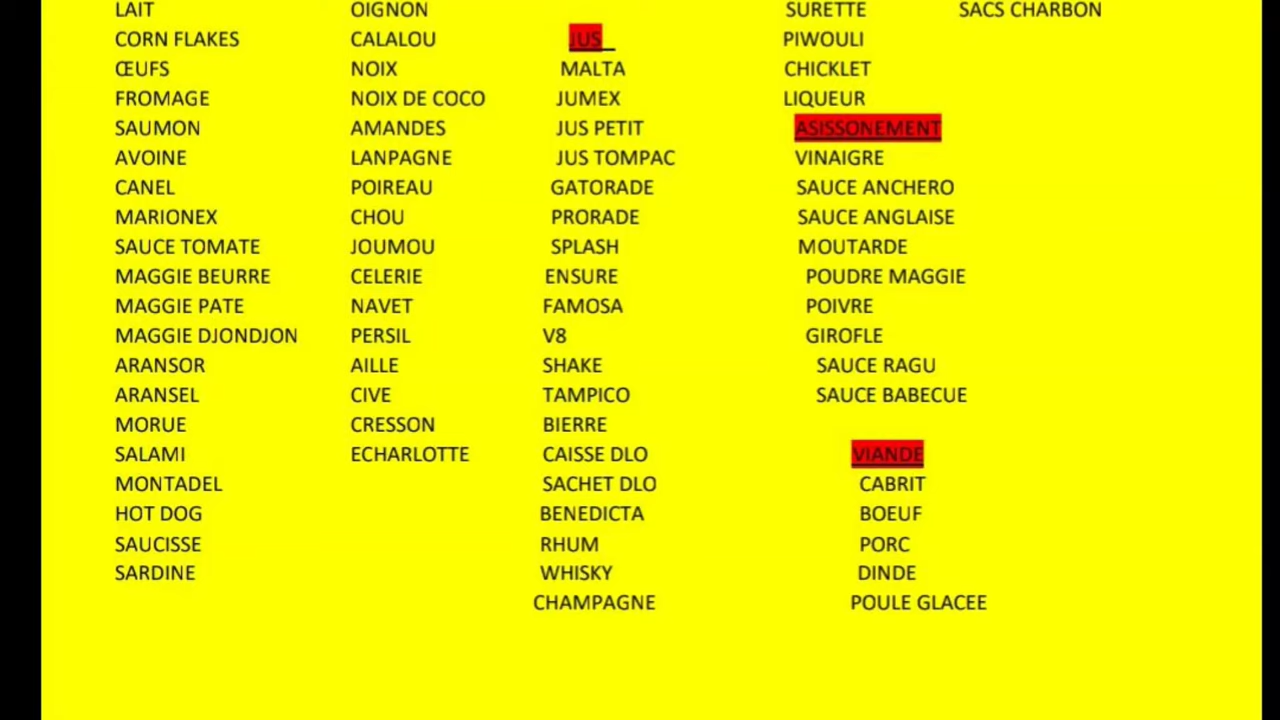 LAIT OIGNON SURETTE SACS CHARBON
CORN FLAKES CALALOU JUS PIWOULI
ŒUFS NOIX MALTA CHICKLET
FROMAGE NOIX DE COCO JUMEX LIQUEUR
SAUMON AMANDES JUS PETIT ASISSONEMENT
AVOINE LANPAGNE JUS TOMPAC VINAIGRE
CANEL POIREAU GATORADE SAUCE ANCHERO
MARIONEX CHOU PRORADE SAUCE ANGLAISE
SAUCE TOMATE JOUMOU SPLASH MOUTARDE
MAGGIE BEURRE CELERIE ENSURE POUDRE MAGGIE
MAGGIE PATE NAVET FAMOSA POIVRE
MAGGIE DJONDJON PERSIL V8 GIROFLE
ARANSOR AILLE SHAKE SAUCE RAGU
ARANSEL CIVE TAMPICO SAUCE BABECUE
MORUE CRESSON BIERRE
SALAMI ECHARLOTTE CAISSE DLO VIANDE
MONTADEL SACHET DLO CABRIT
HOT DOG BENEDICTA BOEUF
SAUCISSE RHUM PORC
SARDINE WHISKY DINDE
CHAMPAGNE POULE GLACEE